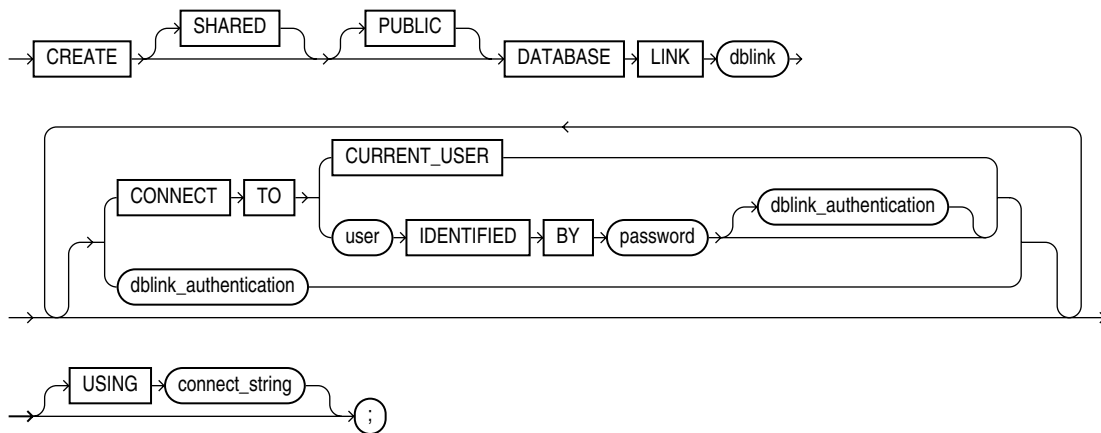 SHARED PUBLIC
CREATE DATABASE LINK dblink
CURRENT_USER
CONNECT TO dblink_authentication
user IDENTIFIED BY password
dblink_authentication
USING connect_string
;